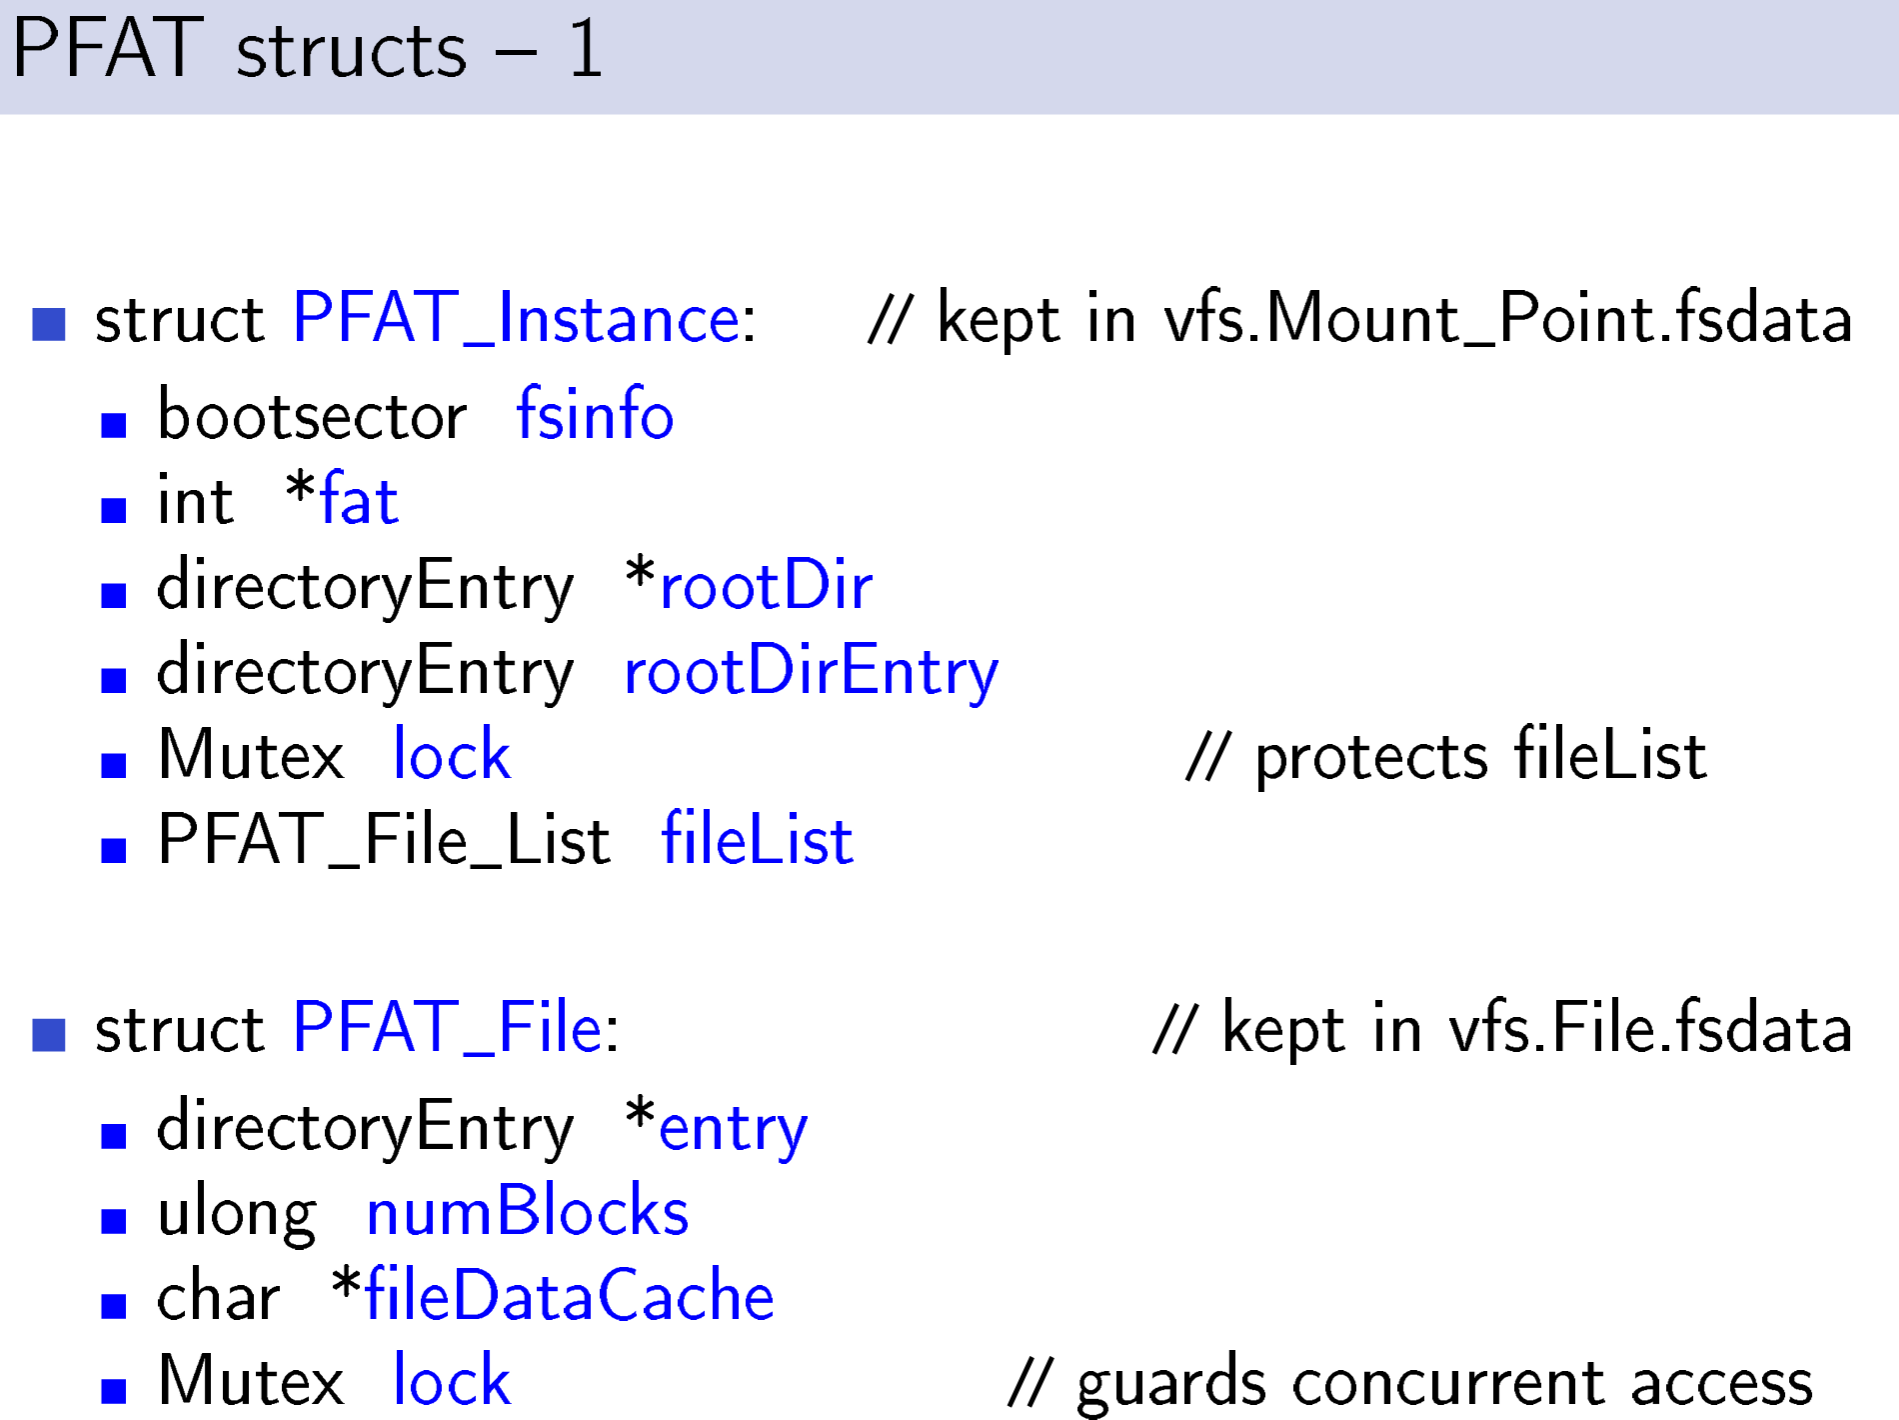 PFAT structs – 1
struct PFAT_Instance: // kept in vfs.Mount_Point.fsdata
bootsector fsinfo
int *fat
directoryEntry *rootDir
directoryEntry rootDirEntry
Mutex lock // protects fileList
PFAT_File_List fileList
struct PFAT_File: // kept in vfs.File.fsdata
directoryEntry *entry
ulong numBlocks
char *fileDataCache
Mutex lock // guards concurrent access